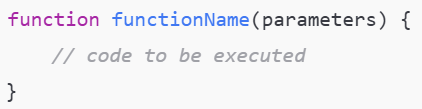 function functionName(parameters) {
    // code to be executed
}